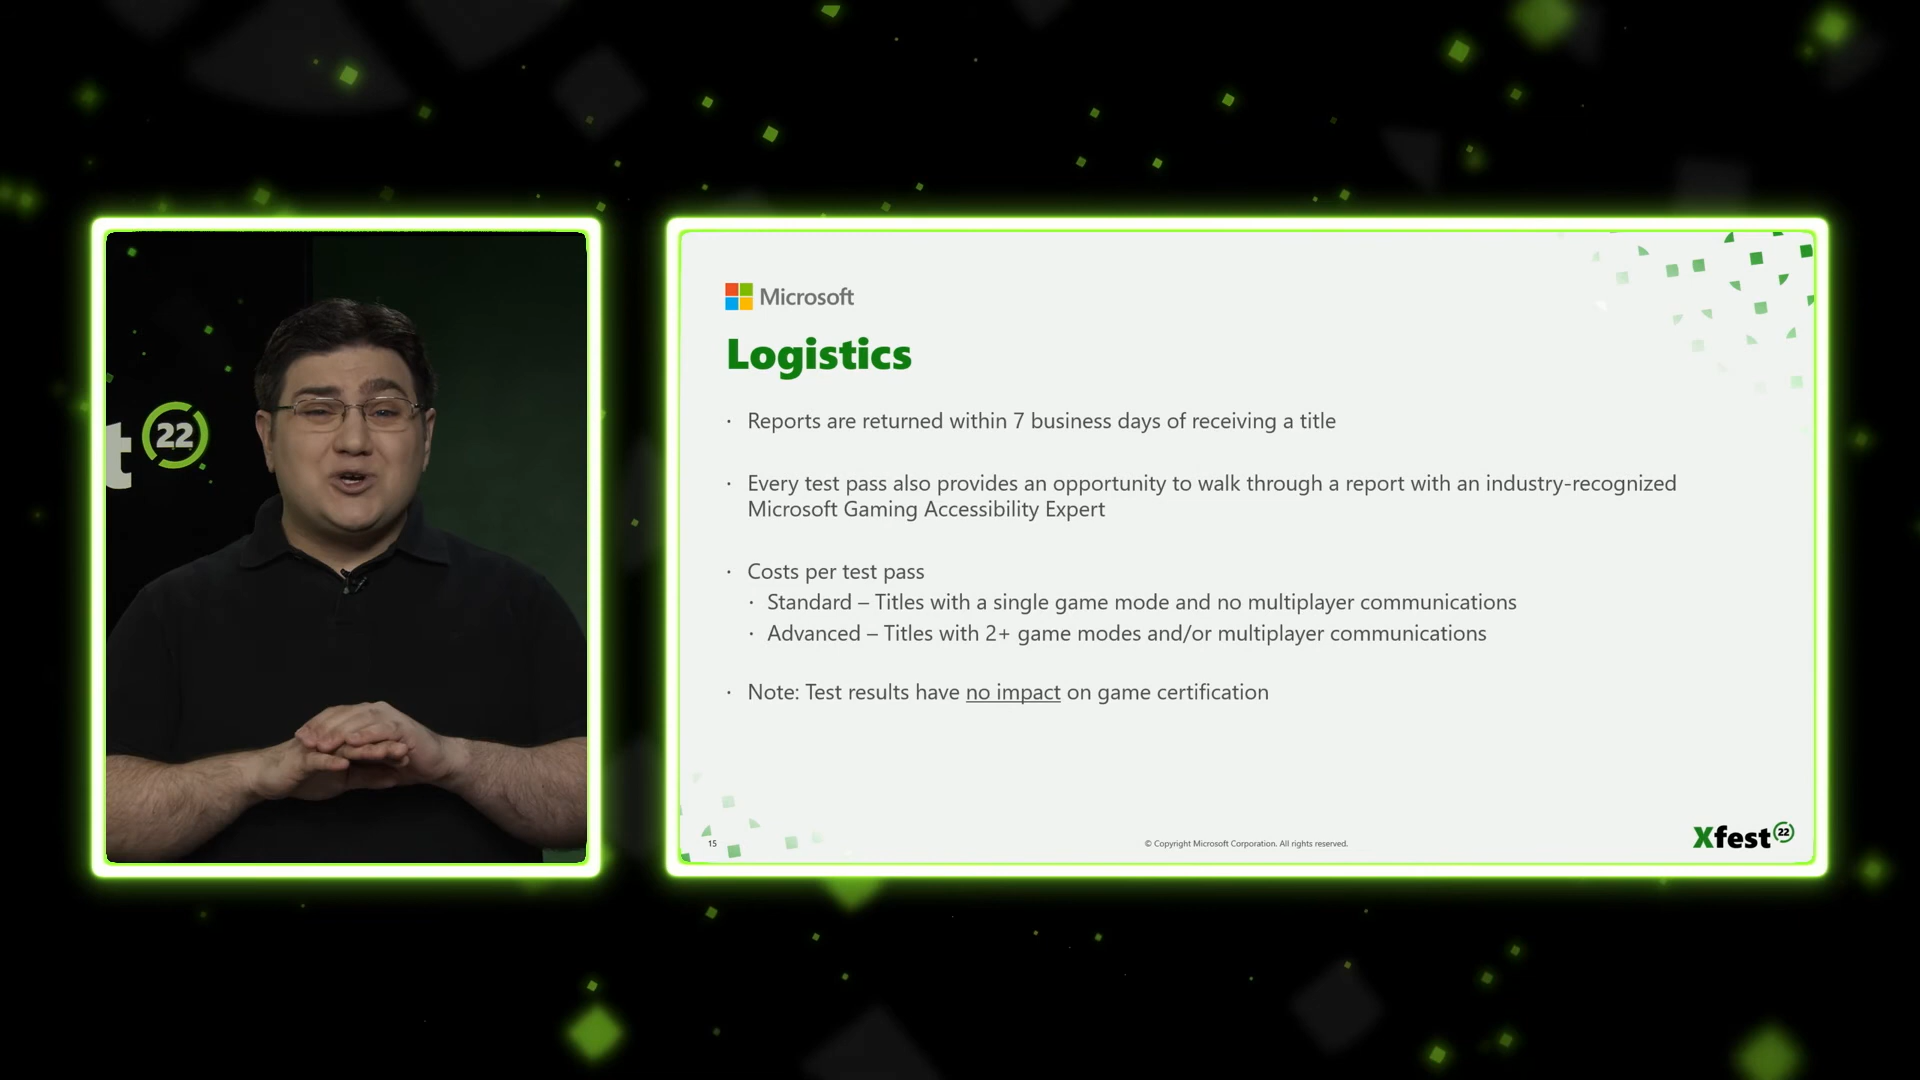 t 22
Microsoft
Logistics
· Reports are returned within 7 business days of receiving a title
· Every test pass also provides an opportunity to walk through a report with an industry-recognized
Microsoft Gaming Accessibility Expert
· Costs per test pass
· Standard – Titles with a single game mode and no multiplayer communications
· Advanced – Titles with 2+ game modes and/or multiplayer communications
· Note: Test results have no impact on game certification
15
© Copyright Microsoft Corporation. All rights reserved.
Xfest 22